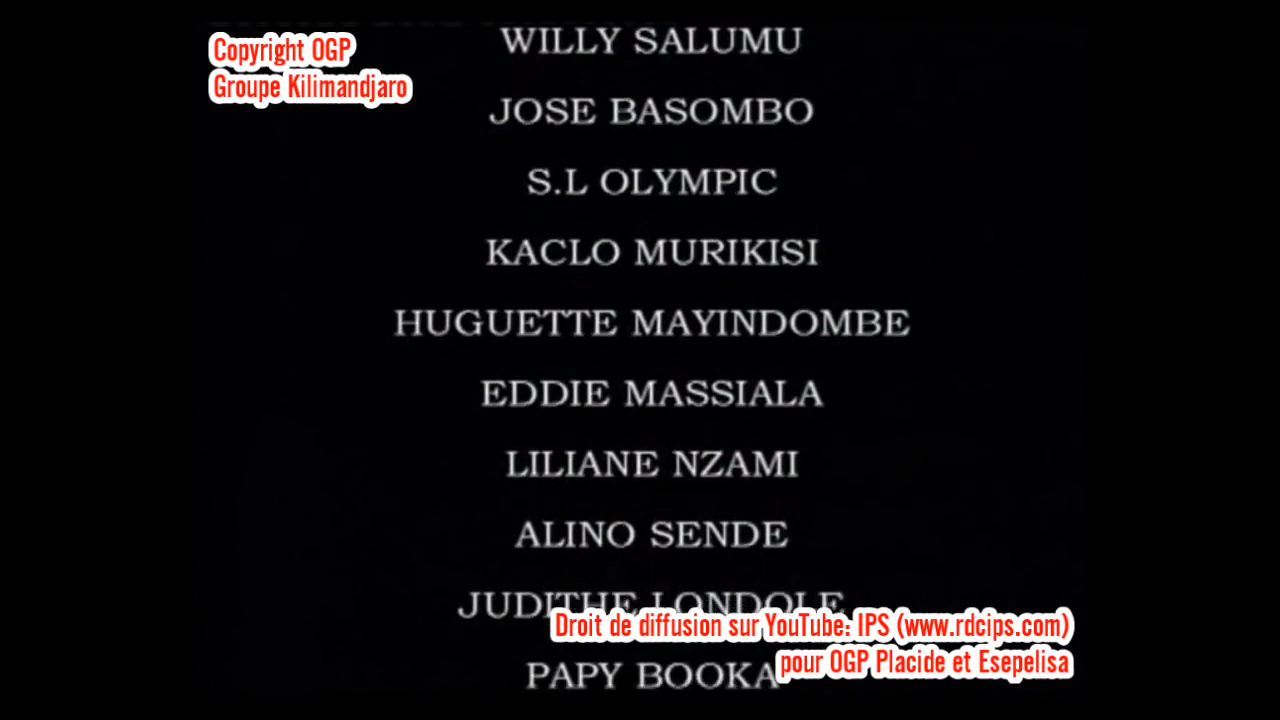 Copyright OGP
Groupe Kilimandjaro
WILLY SALUMU
JOSE BASOMBO
S.L OLYMPIC
KACLO MURIKISI
HUGUETTE MAYINDOMBE
EDDIE MASSIALA
LILIANE NZAMI
ALINO SENDE
JUDITHE LONDOLE
Droit de diffusion sur YouTube: IPS (www.rdcips.com)
pour OGP Placide et Esepelisa
PAPY BOOKA